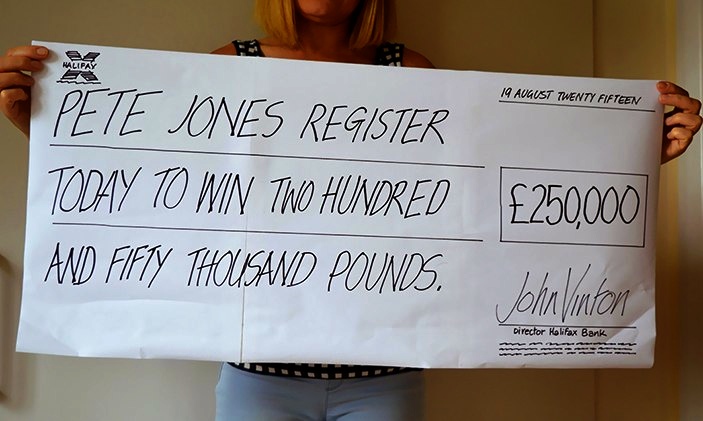 HALIFAX
19 AUGUST TWENTY FIFTEEN
PETE JONES REGISTER
TODAY TO WIN TWO HUNDRED
£250,000
AND FIFTY THOUSAND POUNDS.
John Vinton
Director Halifax Bank